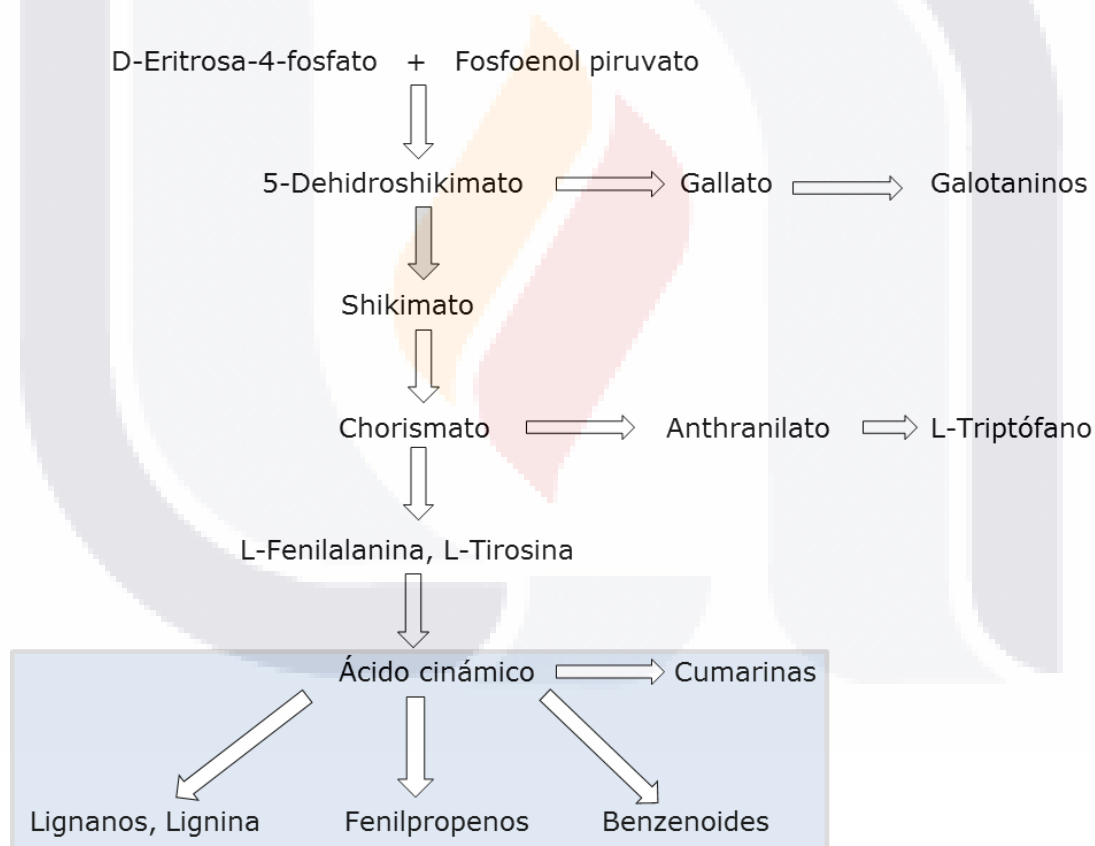 D-Eritrosa-4-fosfato + Fosfoenol piruvato
5-Dehidroshikimato Gallato Galotaninos
Shikimato
Chorismato Anthranilato L-Triptófano
L-Fenilalanina, L-Tirosina
Ácido cinámico Cumarinas
Lignanos, Lignina Fenilpropenos Benzenoides